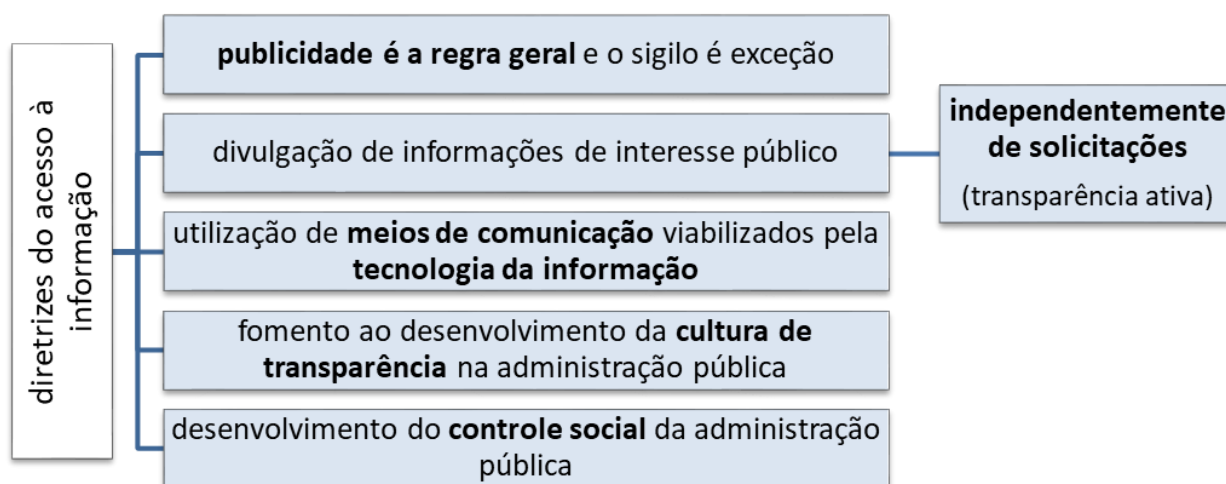 diretrizes do acesso à
informação
publicidade é a regra geral e o sigilo é exceção
divulgação de informações de interesse público
independentemente
de solicitações
(transparência ativa)
utilização de meios de comunicação viabilizados pela
tecnologia da informação
fomento ao desenvolvimento da cultura de
transparência na administração pública
desenvolvimento do controle social da administração
pública